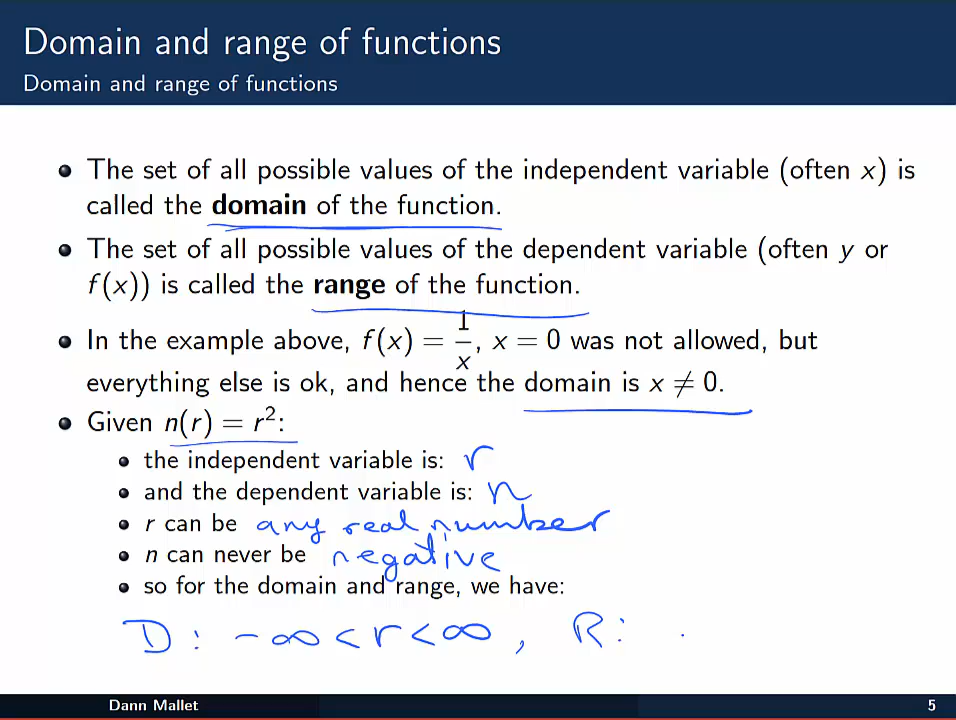 Domain and range of functions
Domain and range of functions
The set of all possible values of the independent variable (often x) is
called the domain of the function.
The set of all possible values of the dependent variable (often y or
f(x)) is called the range of the function.
In the example above, f(x) = 1/x, x = 0 was not allowed, but
everything else is ok, and hence the domain is x ≠ 0.
Given n(r) = r²:
the independent variable is: r
and the dependent variable is: n
r can be any real number
n can never be negative
so for the domain and range, we have:
D: -∞ < r < ∞, R:
Dann Mallet 5